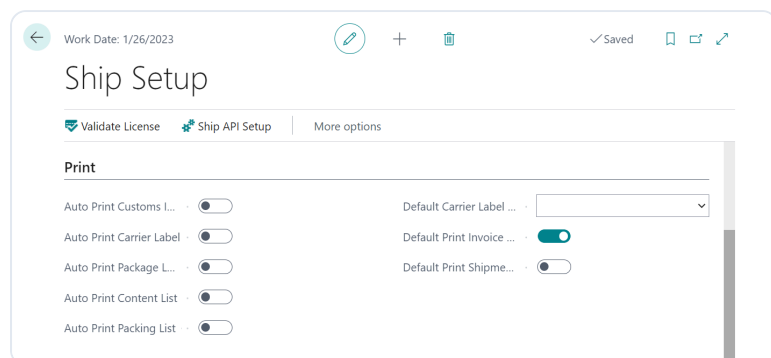 Work Date: 1/26/2023
Saved
Ship Setup
Validate License
Ship API Setup
More options
Print
Auto Print Customs I...
Default Carrier Label ...
Auto Print Carrier Label
Default Print Invoice ...
Auto Print Package L...
Default Print Shipme...
Auto Print Content List
Auto Print Packing List